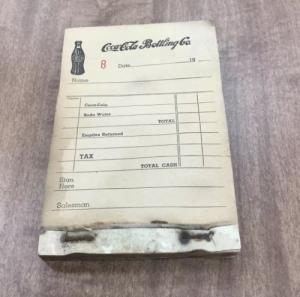 Coca-Cola Bottling Co.
8 Date 19
Name
Coca-Cola
Soda Water
TOTAL
Empties Returned
TAX
TOTAL CASH
Sign
Here
Salesman